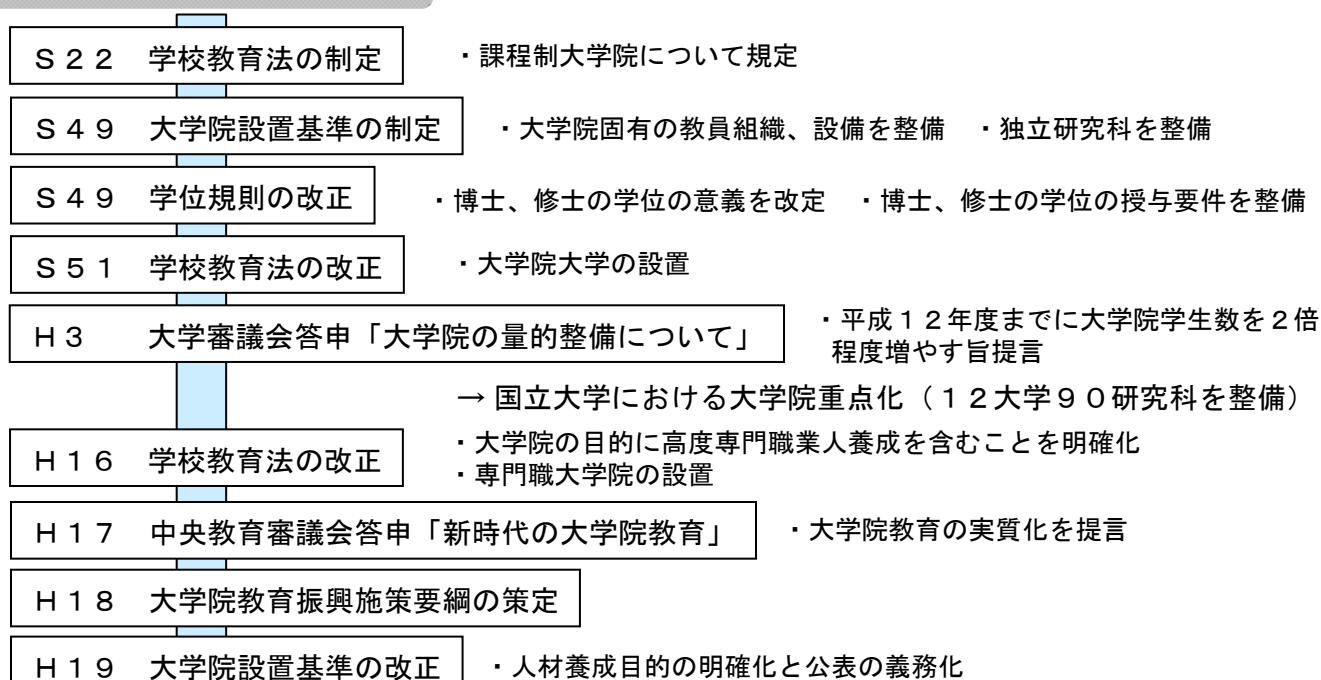 S22 学校教育法の制定 ・課程制大学院について規定
S49 大学院設置基準の制定 ・大学院固有の教員組織、設備を整備 ・独立研究科を整備
S49 学位規則の改正 ・博士、修士の学位の意義を改定 ・博士、修士の学位の授与要件を整備
S51 学校教育法の改正 ・大学院大学の設置
H3 大学審議会答申「大学院の量的整備について」 ・平成12年度までに大学院学生数を2倍
程度増やす旨提言
→ 国立大学における大学院重点化(12大学90研究科を整備)
H16 学校教育法の改正 ・大学院の目的に高度専門職業人養成を含むことを明確化
・専門職大学院の設置
H17 中央教育審議会答申「新時代の大学院教育」 ・大学院教育の実質化を提言
H18 大学院教育振興施策要綱の策定
H19 大学院設置基準の改正 ・人材養成目的の明確化と公表の義務化